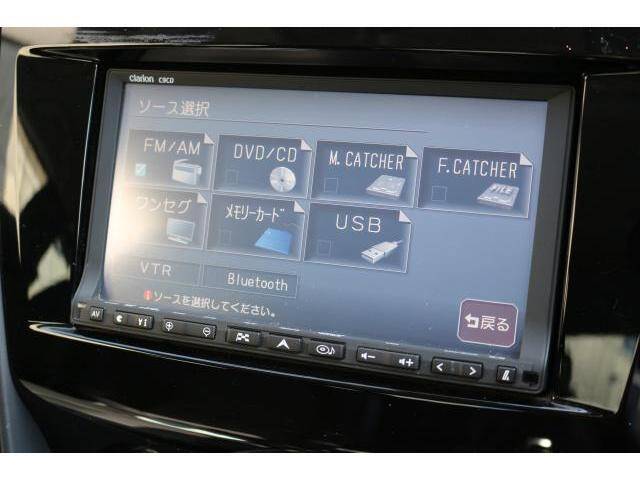 Clarion C9CD
ソース選択
FM/AM DVD/CD M.CATCHER F.CATCHER
FILE
ワンセグ メモリーカード USB
VTR Bluetooth
ソースを選択してください。
戻る
AV